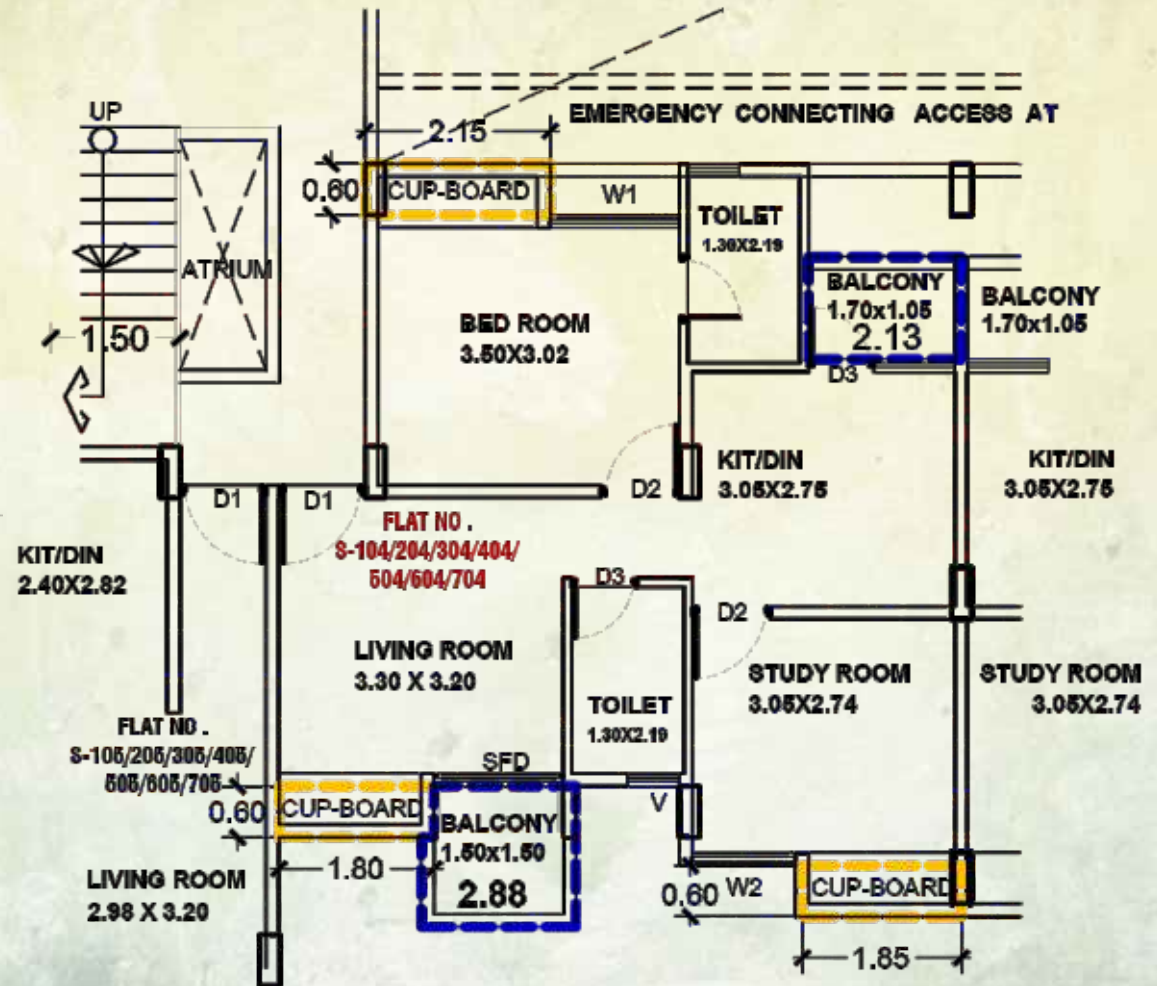 UP
EMERGENCY CONNECTING ACCESS AT
2.15
0.60
CUP-BOARD
W1
TOILET
1.30X2.19
ATRIUM
BALCONY
1.70x1.05
2.13
BALCONY
1.70x1.05
1.50
BED ROOM
3.50X3.02
D3
KIT/DIN
3.05X2.75
KIT/DIN
3.05X2.75
D1
D1
D2
FLAT NO .
S-104/204/304/404/
504/604/704
KIT/DIN
2.40X2.82
D3
D2
LIVING ROOM
3.30 X 3.20
STUDY ROOM
3.05X2.74
STUDY ROOM
3.05X2.74
TOILET
1.30X2.19
FLAT NO .
S-105/205/305/405/
505/605/705
SFD
0.60
CUP-BOARD
BALCONY
1.50x1.50
2.88
V
1.80
LIVING ROOM
2.98 X 3.20
0.60
W2
CUP-BOARD
1.85